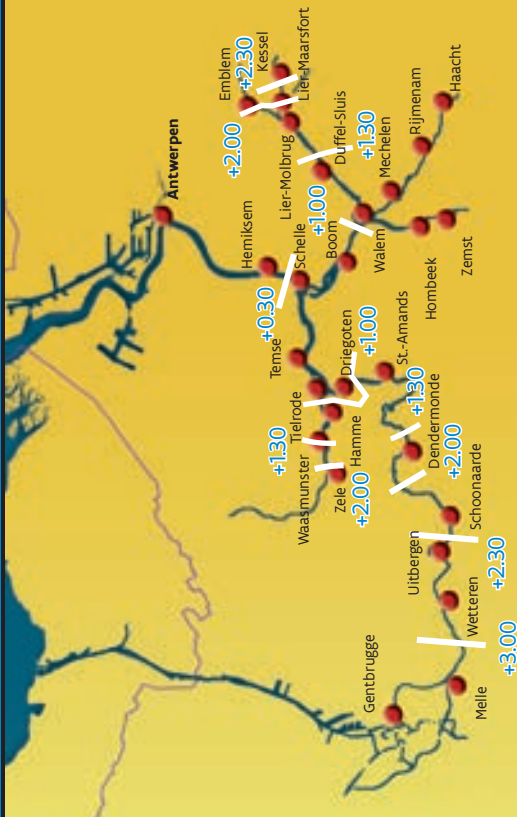 Emblem
+2.30
Kessel
Lier-Maarsfort
+2.00
Haacht
Lier-Molbrug
Duffel-Sluis
+1.30
Rijmenam
Mechelen
Antwerpen
+1.00
Boom
Walem
Hombeek
Zemst
Hemiksem
Schelle
+0.30
Temse
Driegoten
+1.00
St.-Amands
Tielrode
+1.30
Hamme
+1.30
Dendermonde
Waasmunster
Zele
+2.00
+2.00
Schoonaarde
Uitbergen
+2.30
Wetteren
+3.00
Gentbrugge
Melle